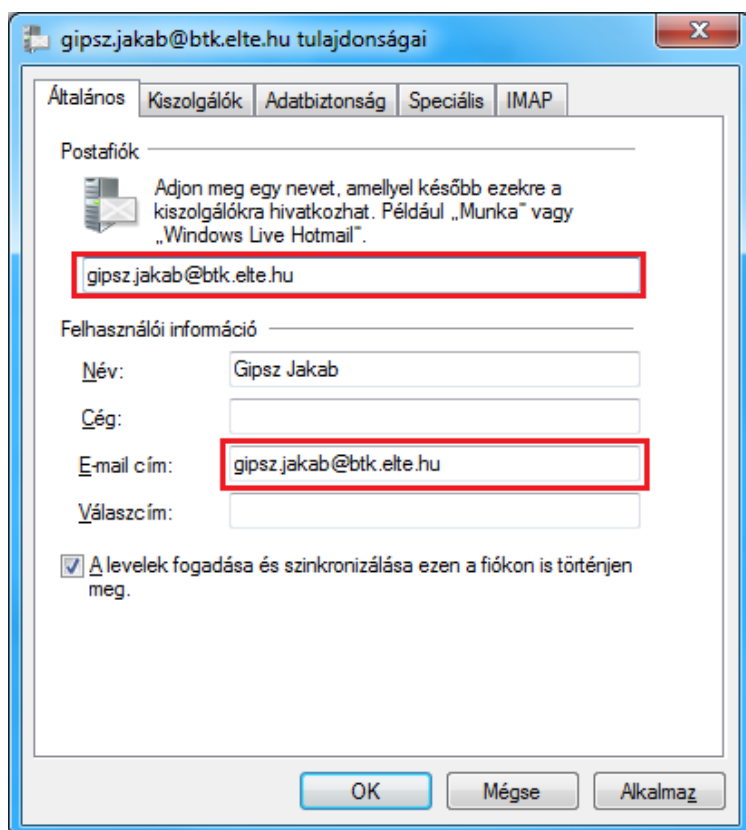 gipsz.jakab@btk.elte.hu tulajdonságai
X
Általános Kiszolgálók Adatbiztonság Speciális IMAP
Postafiók
Adjon meg egy nevet, amellyel később ezekre a
kiszolgálókra hivatkozhat. Például „Munka” vagy
„Windows Live Hotmail”.
gipsz.jakab@btk.elte.hu
Felhasználói információ
Név: Gipsz Jakab
Cég:
E-mail cím: gipsz.jakab@btk.elte.hu
Válaszcím:
A levelek fogadása és szinkronizálása ezen a fiókon is történjen
meg.
OK Mégse Alkalmaz